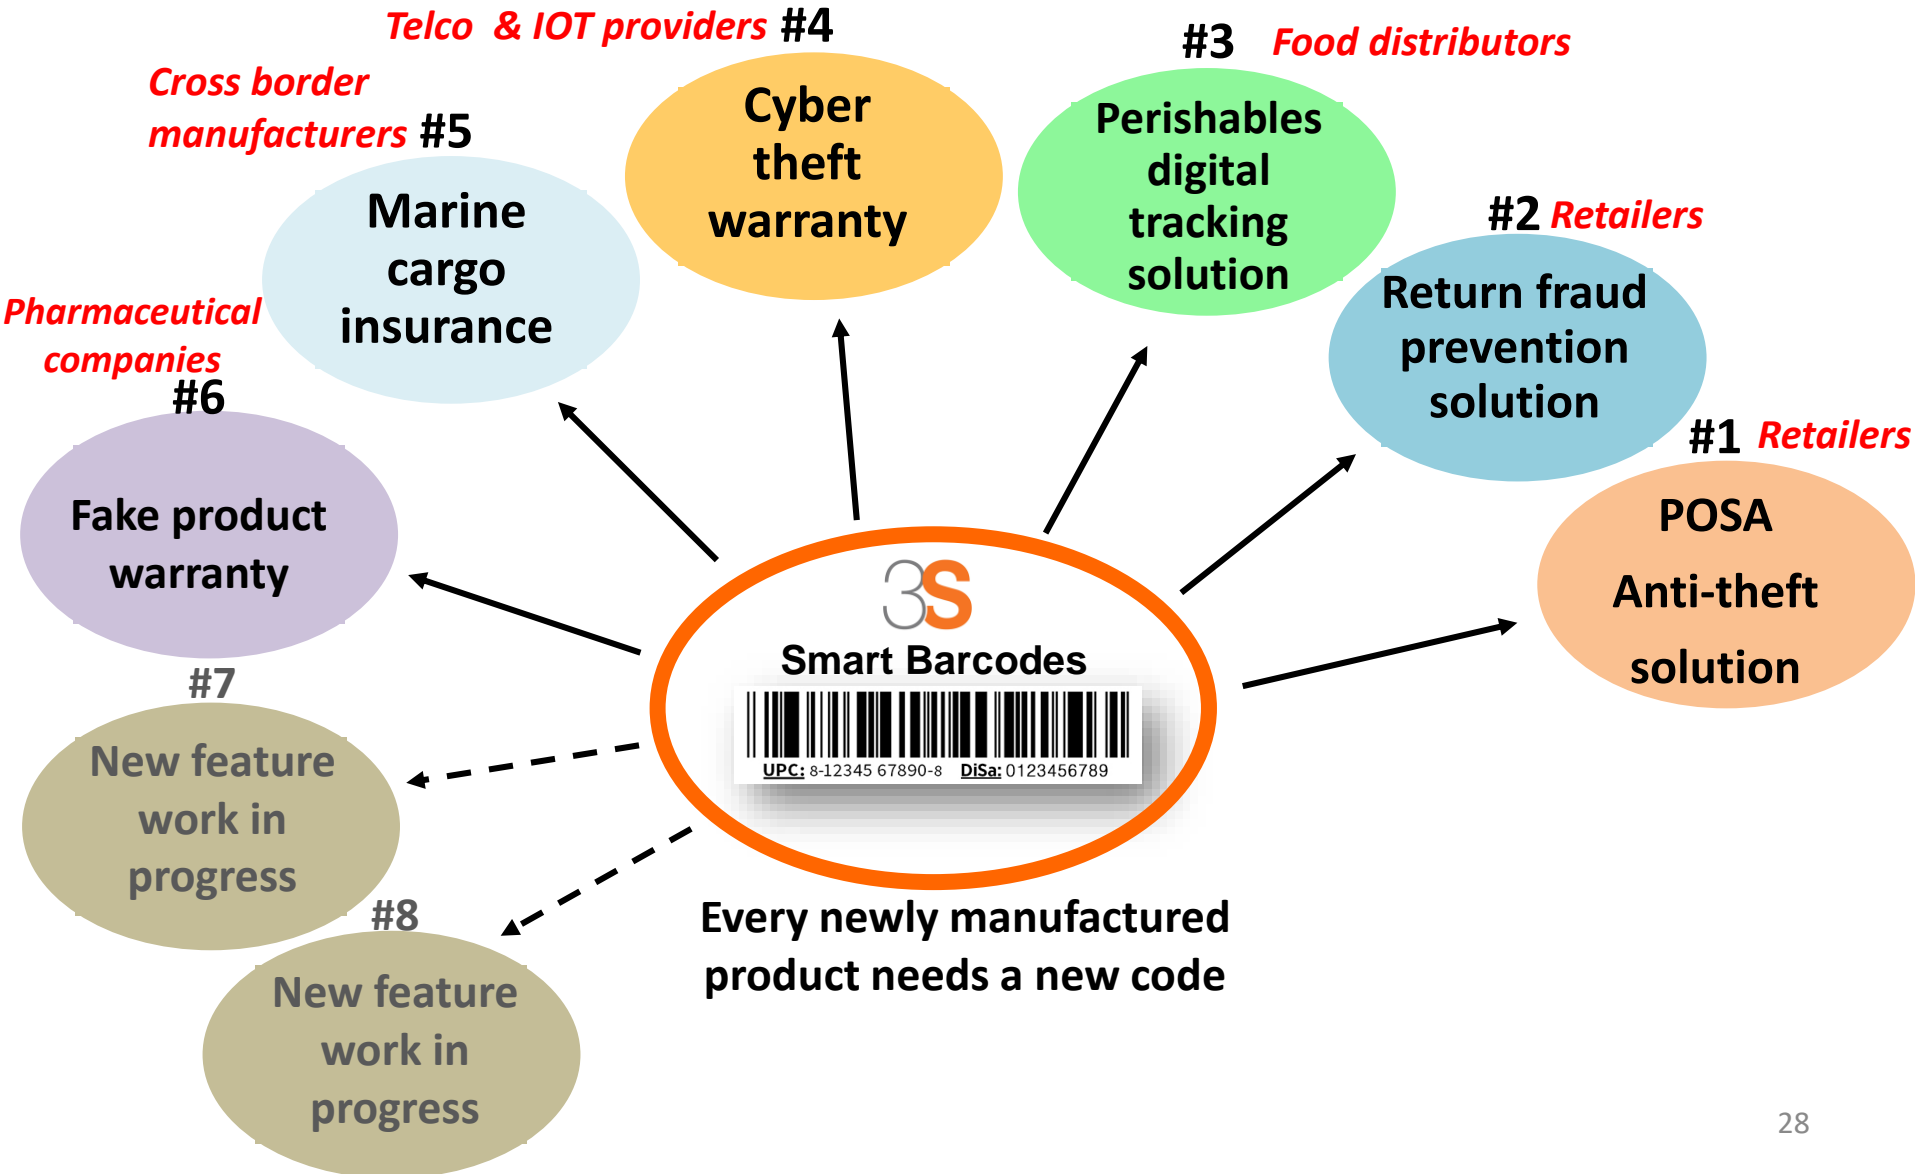 Telco & IOT providers #4
#3 Food distributors
Cross border
manufacturers #5
Cyber
theft
warranty
Perishables
digital
tracking
solution
Marine
cargo
insurance
#2 Retailers
Return fraud
prevention
solution
Pharmaceutical
companies
#6
Fake product
warranty
#1 Retailers
POSA
Anti-theft
solution
3S
Smart Barcodes
UPC: 8-12345 67890-8 DiSa: 0123456789
#7
New feature
work in
progress
#8
New feature
work in
progress
Every newly manufactured
product needs a new code
28